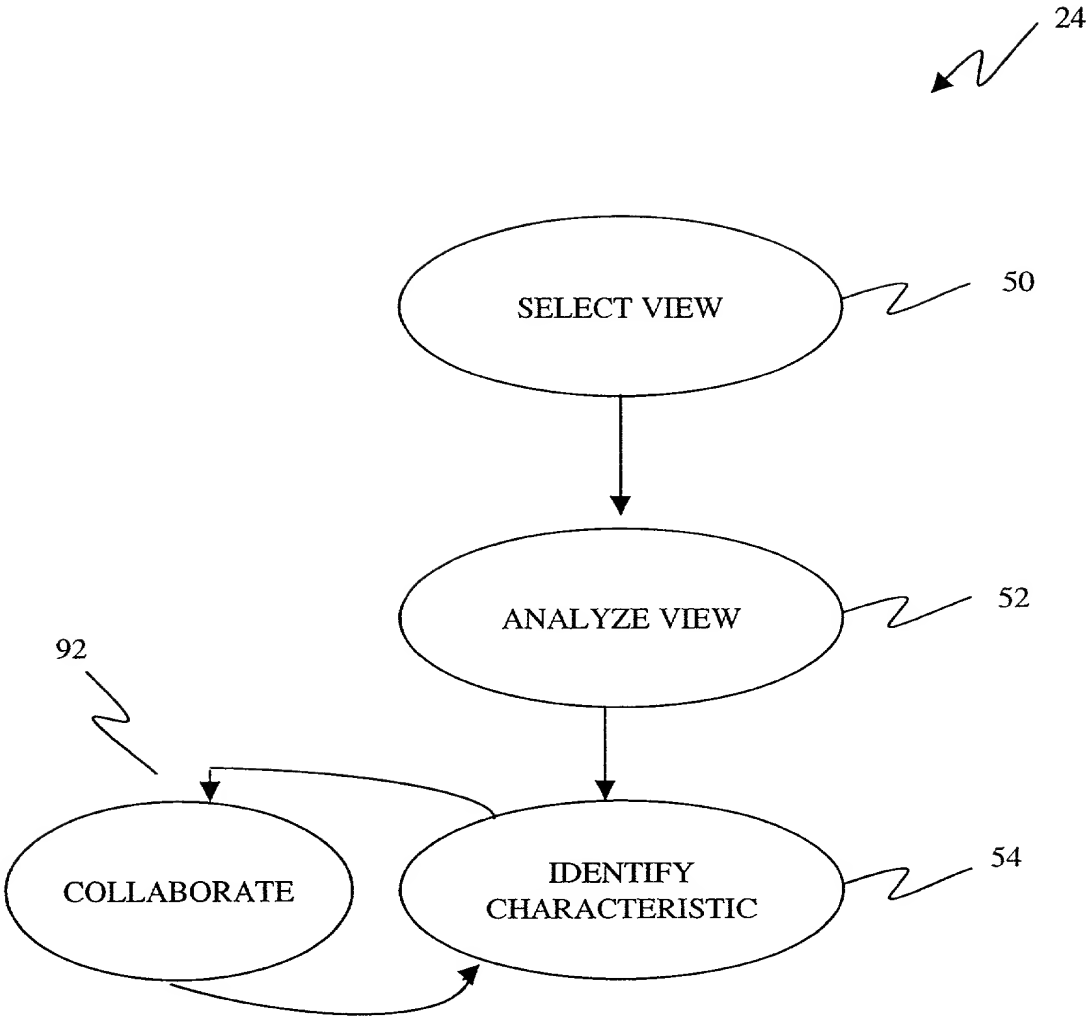 24
SELECT VIEW
50
ANALYZE VIEW
52
92
COLLABORATE
IDENTIFY
CHARACTERISTIC
54